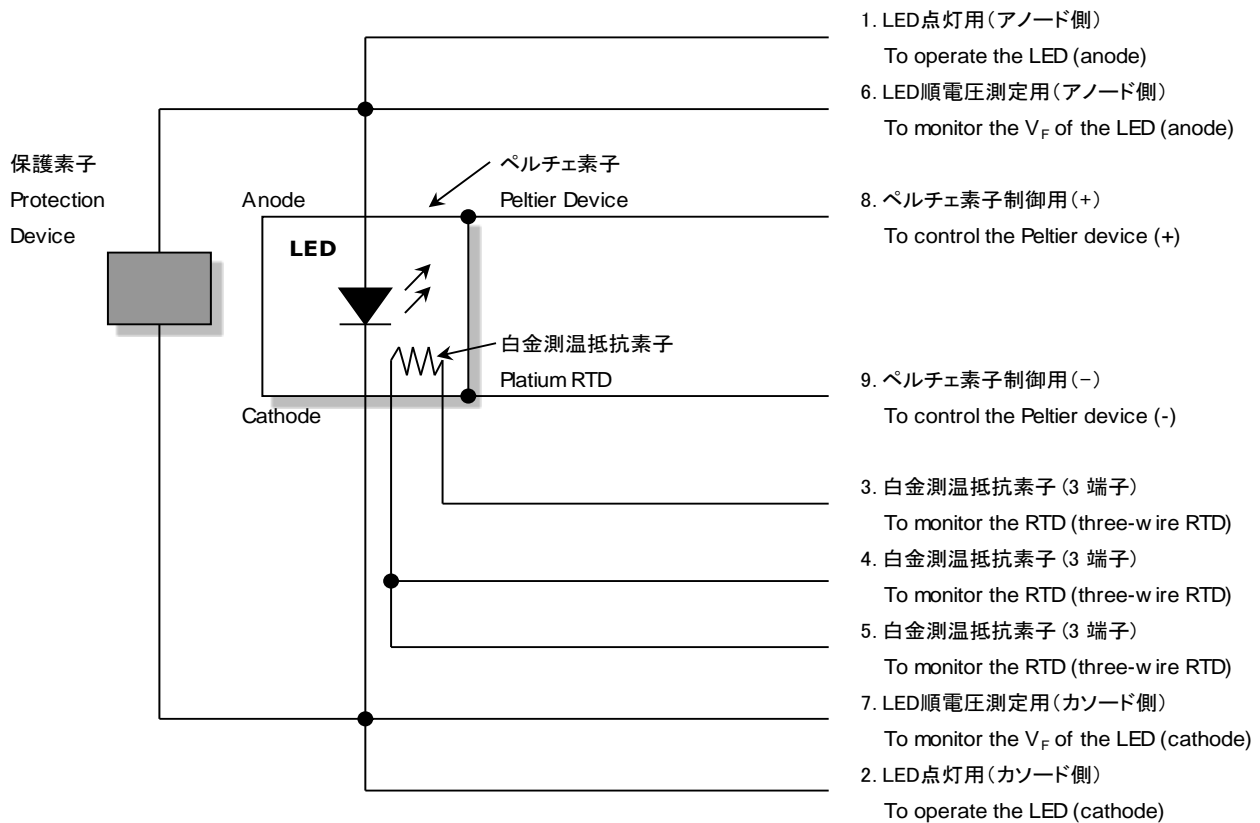 1. LED点灯用(アノード側)
To operate the LED (anode)
6. LED順電圧測定用(アノード側)
To monitor the VF of the LED (anode)
保護素子
Protection
Device
ペルチェ素子
Peltier Device
Anode
LED
8. ペルチェ素子制御用(+)
To control the Peltier device (+)
白金測温抵抗素子
Platium RTD
Cathode
9. ペルチェ素子制御用(-)
To control the Peltier device (-)
3. 白金測温抵抗素子 (3 端子)
To monitor the RTD (three-wire RTD)
4. 白金測温抵抗素子 (3 端子)
To monitor the RTD (three-wire RTD)
5. 白金測温抵抗素子 (3 端子)
To monitor the RTD (three-wire RTD)
7. LED順電圧測定用(カソード側)
To monitor the VF of the LED (cathode)
2. LED点灯用(カソード側)
To operate the LED (cathode)